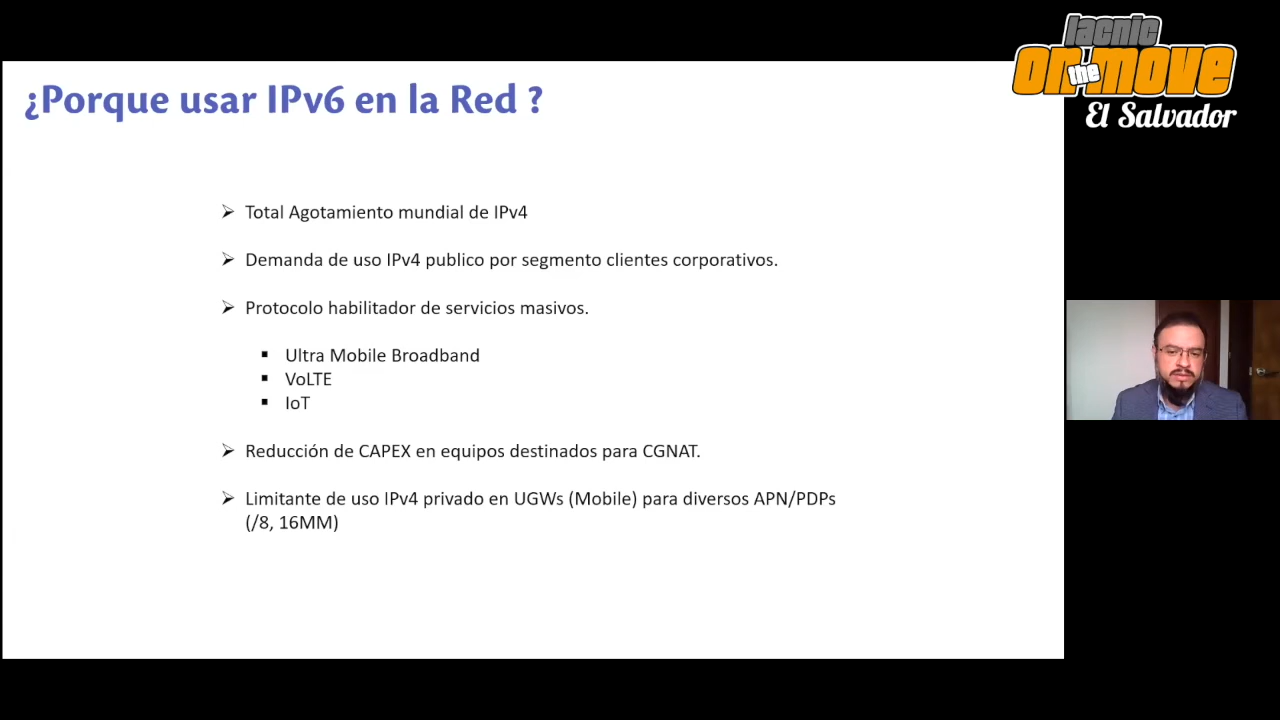 lacnic
on the move
El Salvador
¿Porque usar IPv6 en la Red ?
Total Agotamiento mundial de IPv4
Demanda de uso IPv4 publico por segmento clientes corporativos.
Protocolo habilitador de servicios masivos.
Ultra Mobile Broadband
VoLTE
IoT
Reducción de CAPEX en equipos destinados para CGNAT.
Limitante de uso IPv4 privado en UGWs (Mobile) para diversos APN/PDPs
(/8, 16MM)